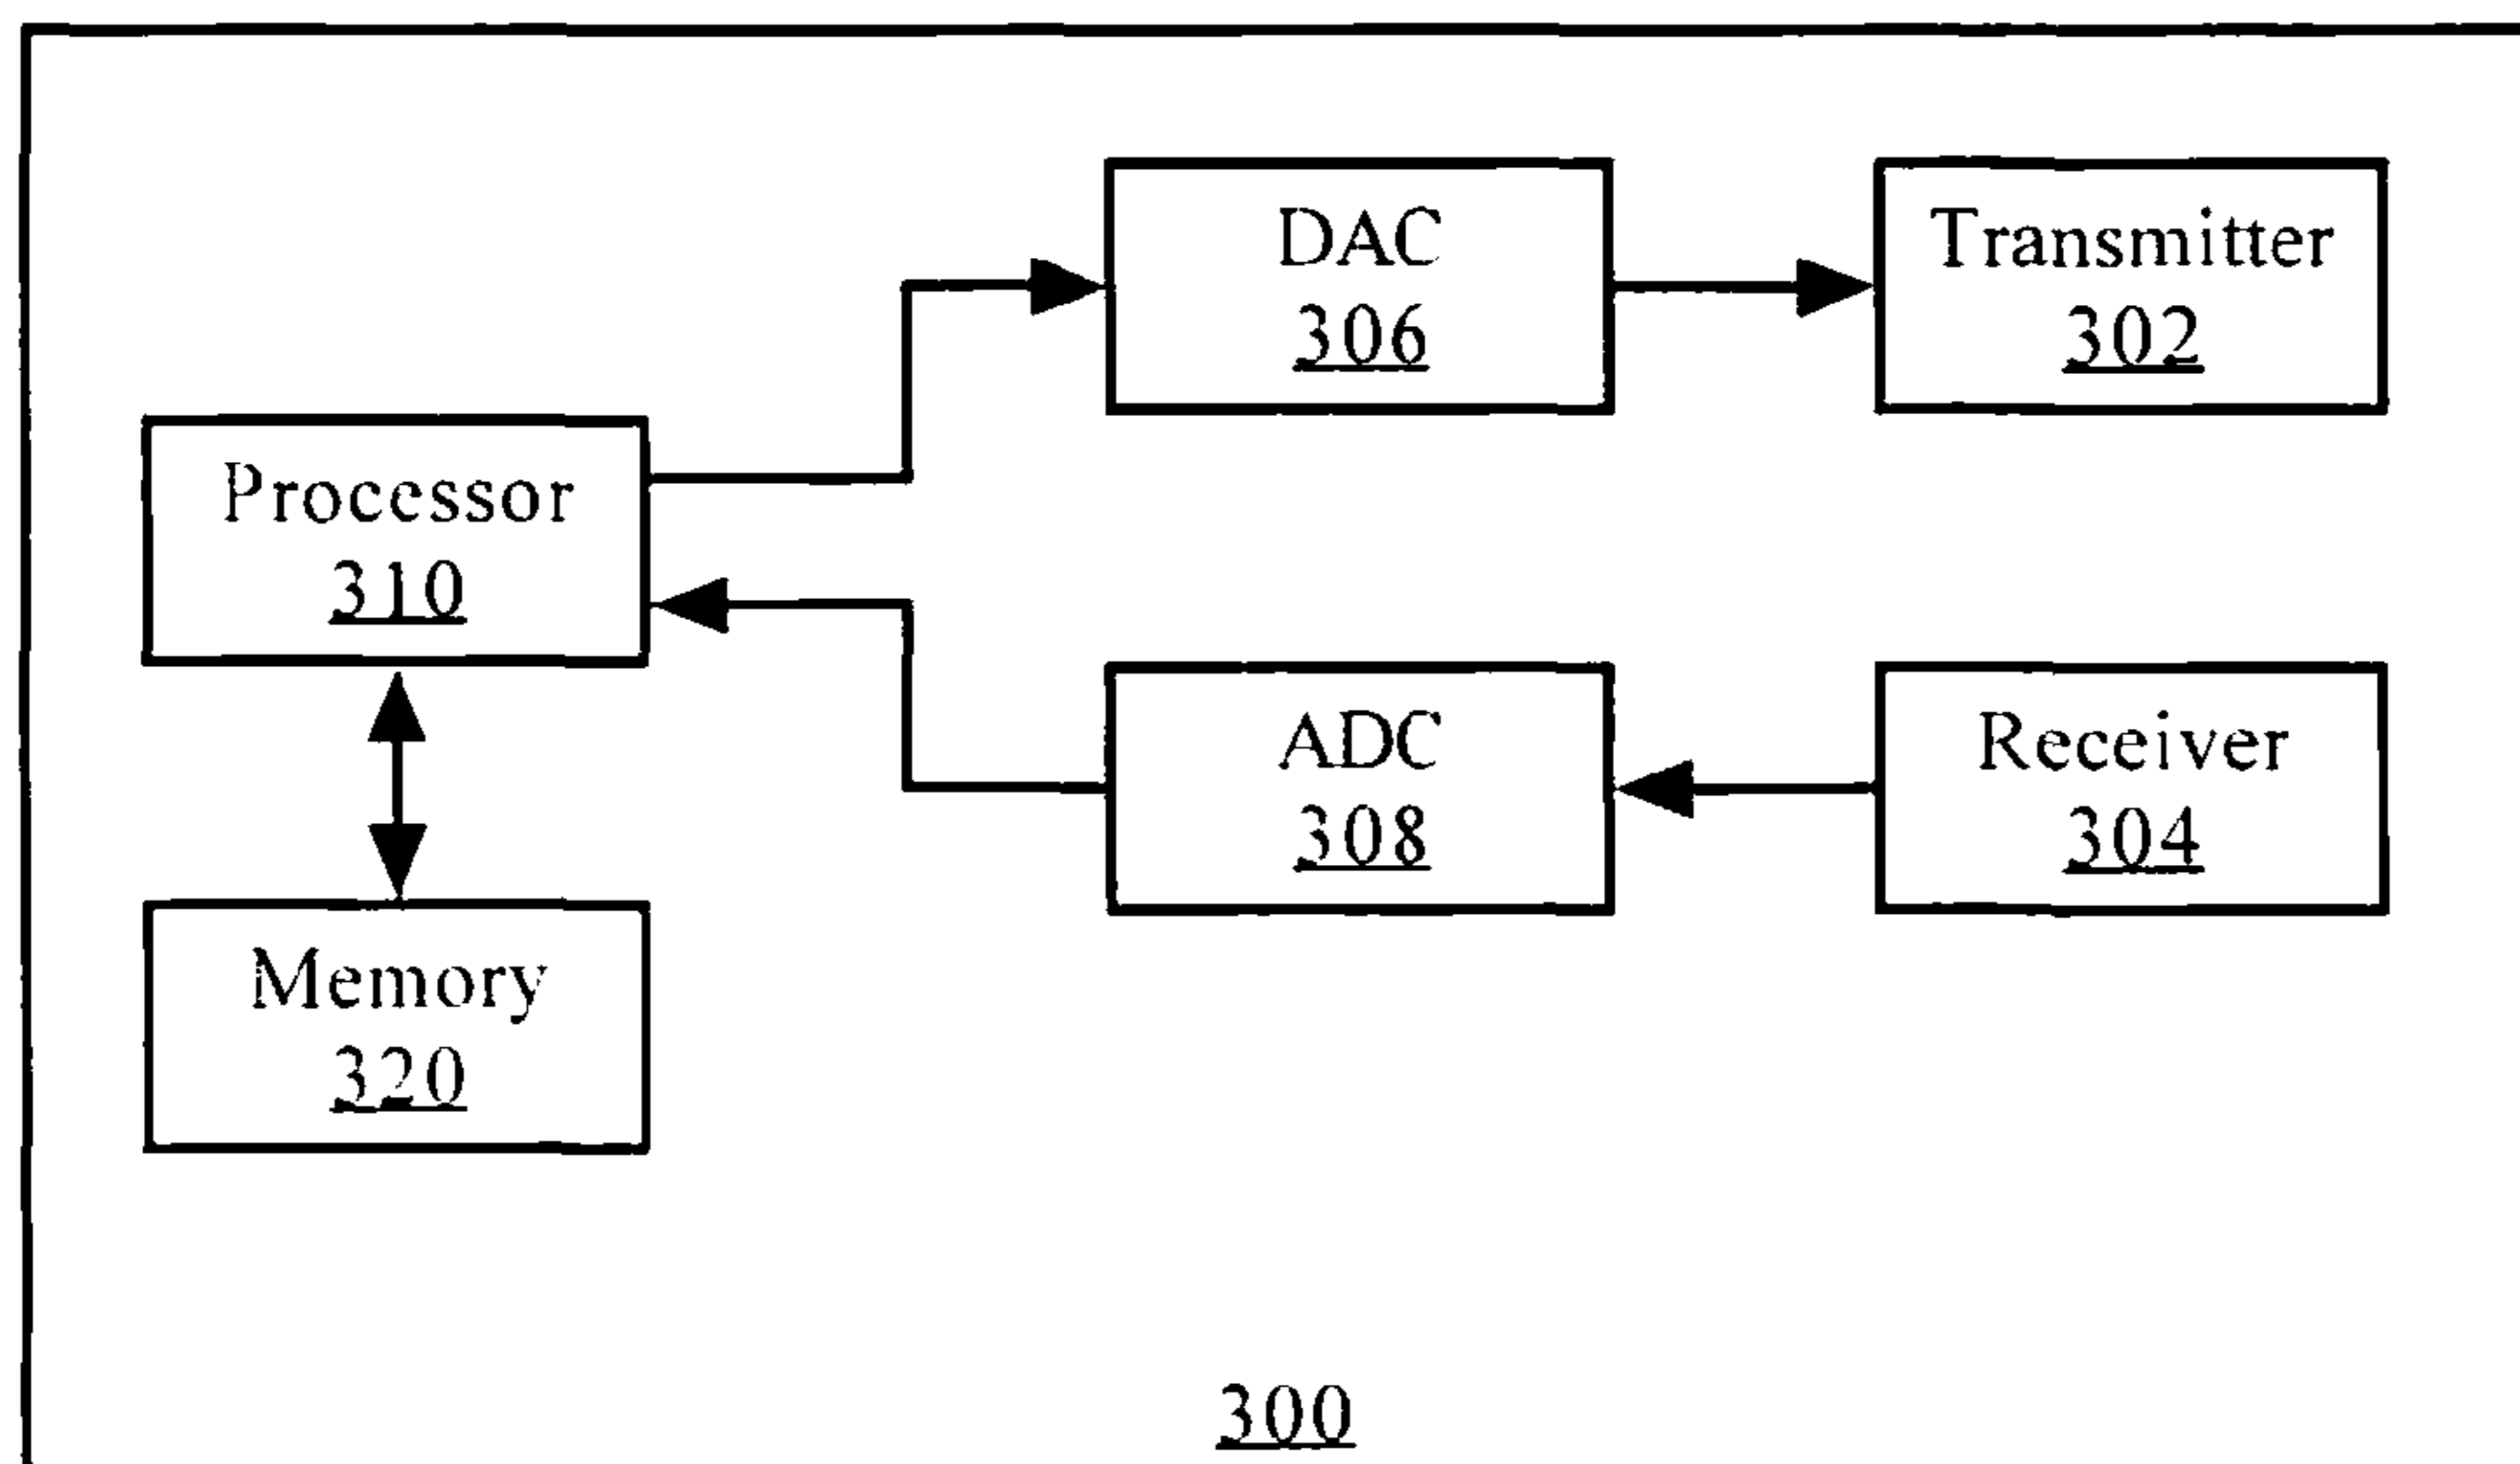 DAC
306
Transmitter
302
Processor
310
ADC
308
Receiver
304
Memory
320
300